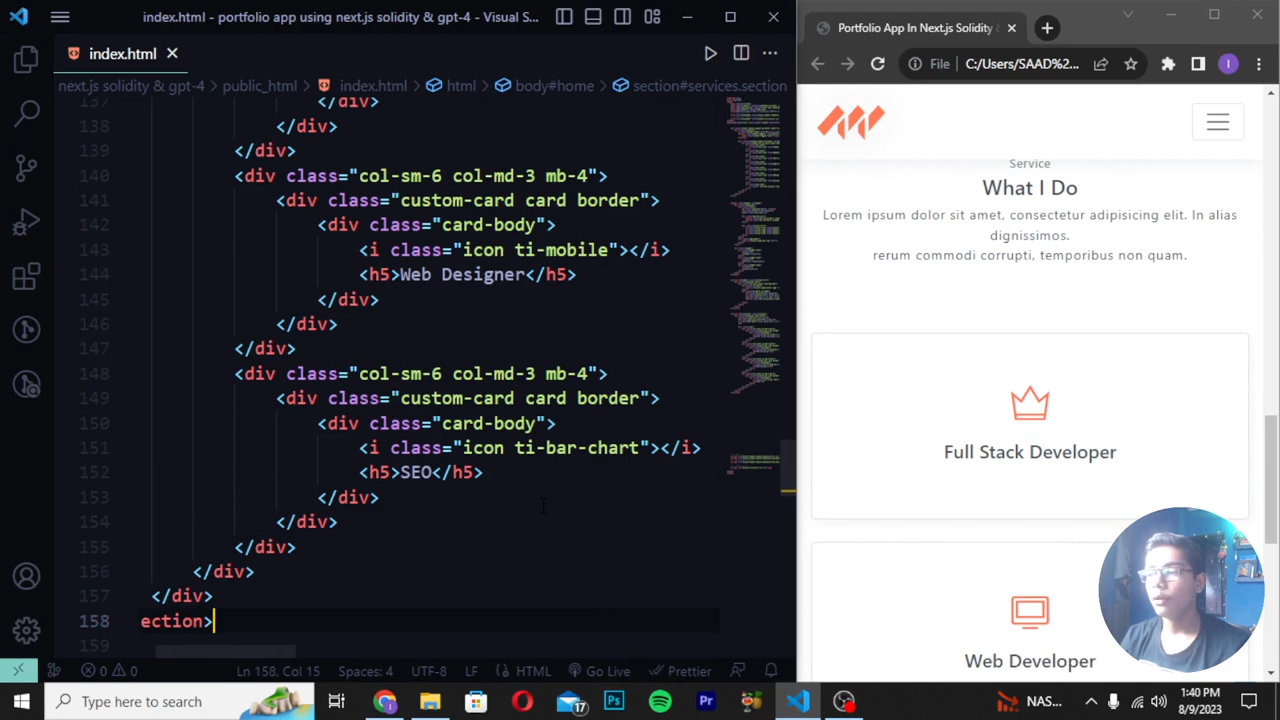 index.html - portfolio app using next.js solidity & gpt-4 - Visual S...
index.html
next.js solidity & gpt-4 > public_html > index.html > html > body#home > section#services.section
137 </div>
138 </div>
139 </div>
140 <div class="col-sm-6 col-md-3 mb-4">
141 <div class="custom-card card border">
142 <div class="card-body">
143 <i class="icon ti-mobile"></i>
144 <h5>Web Designer</h5>
145 </div>
146 </div>
147 </div>
148 <div class="col-sm-6 col-md-3 mb-4">
149 <div class="custom-card card border">
150 <div class="card-body">
151 <i class="icon ti-bar-chart"></i>
152 <h5>SEO</h5>
153 </div>
154 </div>
155 </div>
156 </div>
157 </div>
158 ection>
159
0 0 Ln 158, Col 15 Spaces: 4 UTF-8 LF HTML Go Live Prettier
Portfolio App In Next.js Solidity &
File C:/Users/SAAD%2... I
Service
What I Do
Lorem ipsum dolor sit amet, consectetur adipisicing elit. In alias
dignissimos.
rerum commodi corrupti, temporibus non quam.
Full Stack Developer
Web Developer
Type here to search 17 Ps Pr NAS... 1:40 PM
8/9/2023